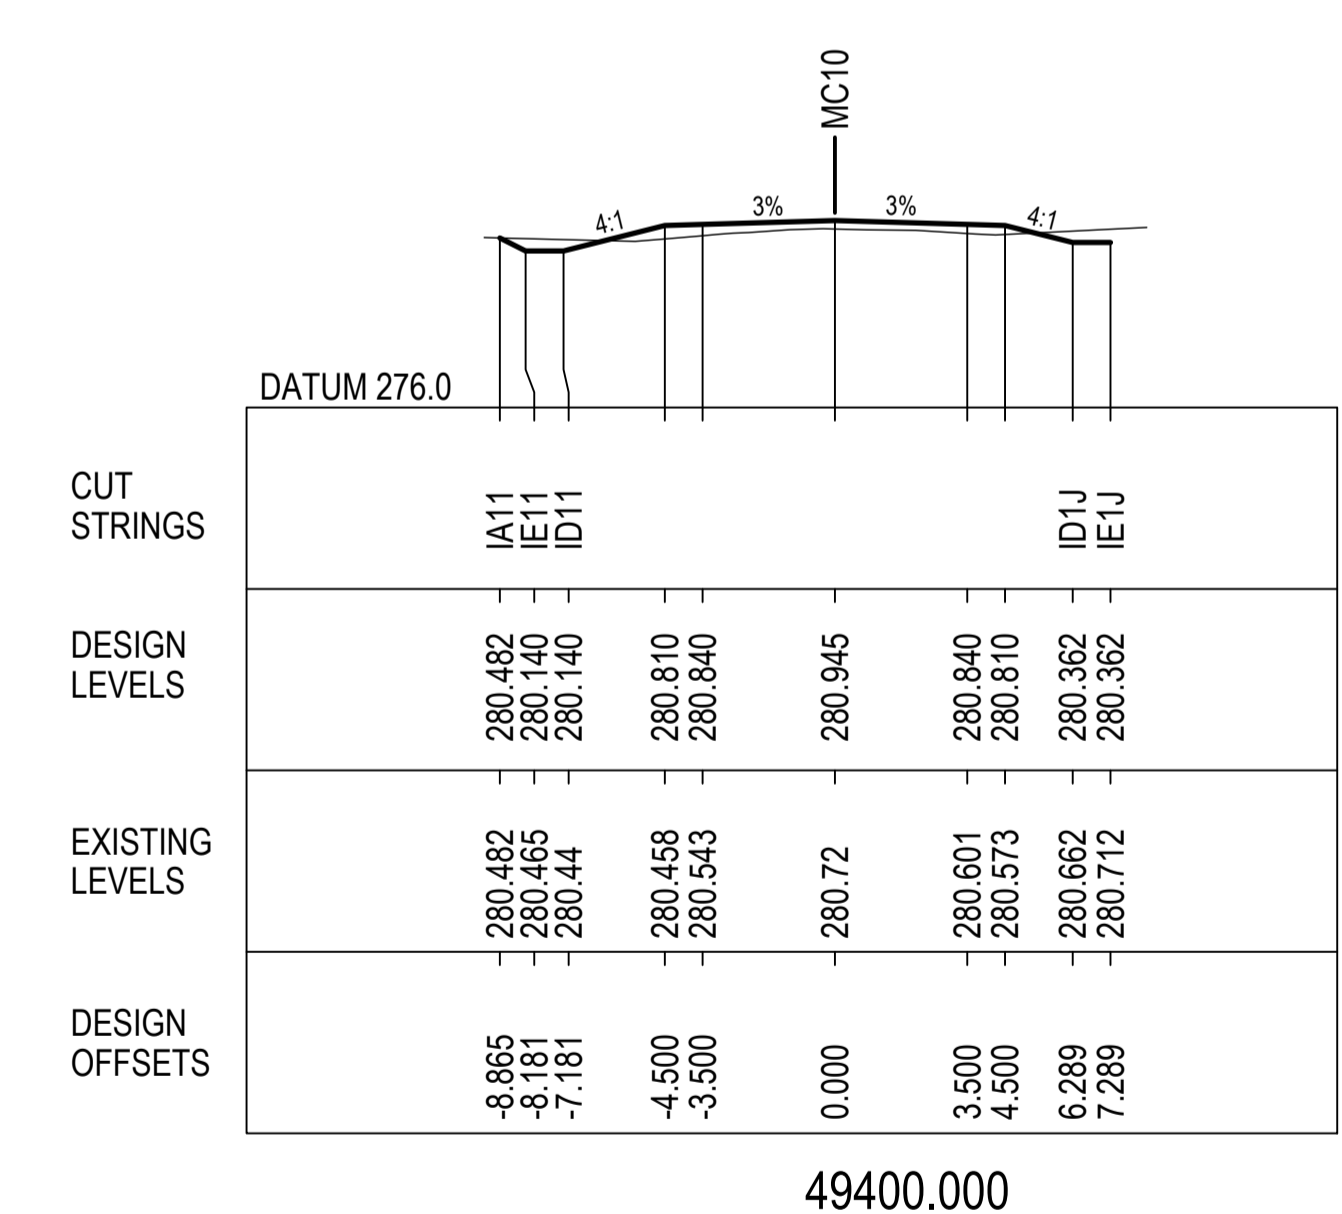 MC10
4:1
3%
3%
4:1
DATUM 276.0
CUT
STRINGS
IA11
IE11
ID11
ID1J
IE1J
DESIGN
LEVELS
280.482
280.140
280.140
280.810
280.840
280.945
280.840
280.810
280.362
280.362
EXISTING
LEVELS
280.482
280.465
280.44
280.458
280.543
280.72
280.601
280.573
280.662
280.712
DESIGN
OFFSETS
-8.865
-8.181
-7.181
-4.500
-3.500
0.000
3.500
4.500
6.289
7.289
49400.000